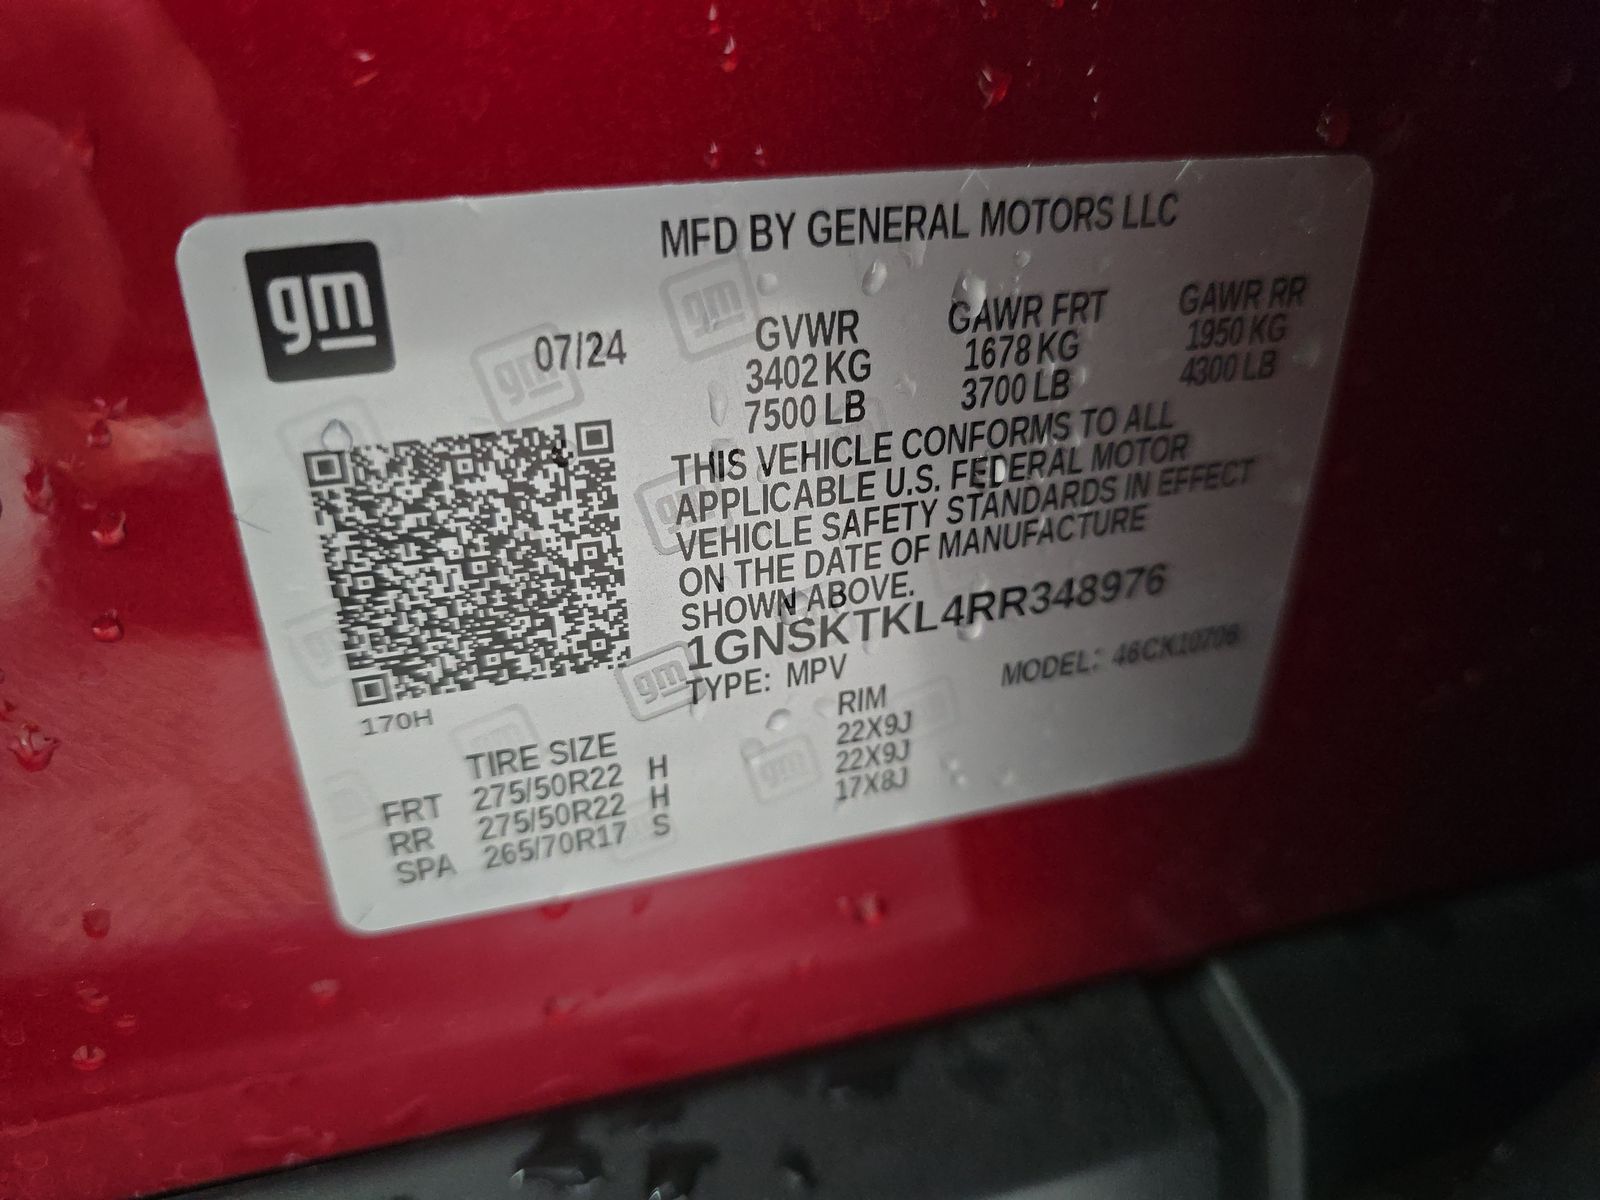 gm
MFD BY GENERAL MOTORS LLC
07/24
GVWR GAWR FRT GAWR RR
3402 KG 1678 KG 1950 KG
7500 LB 3700 LB 4300 LB
THIS VEHICLE CONFORMS TO ALL
APPLICABLE U.S. FEDERAL MOTOR
VEHICLE SAFETY STANDARDS IN EFFECT
ON THE DATE OF MANUFACTURE
SHOWN ABOVE.
1GNSKTKL4RR348976
TYPE: MPV MODEL: 46CK10706
170H
TIRE SIZE RIM
FRT 275/50R22 H 22X9J
RR 275/50R22 H 22X9J
SPA 265/70R17 S 17X8J